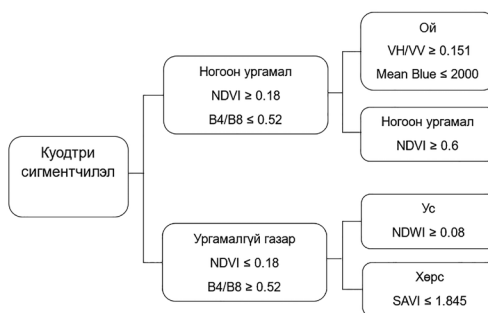 Куодтри
сигментчилэл
Ногоон ургамал
NDVI ≥ 0.18
B4/B8 ≤ 0.52
Ой
VH/VV ≥ 0.151
Mean Blue ≤ 2000
Ногоон ургамал
NDVI ≥ 0.6
Ургамалгүй газар
NDVI ≤ 0.18
B4/B8 ≥ 0.52
Ус
NDWI ≥ 0.08
Хөрс
SAVI ≤ 1.845